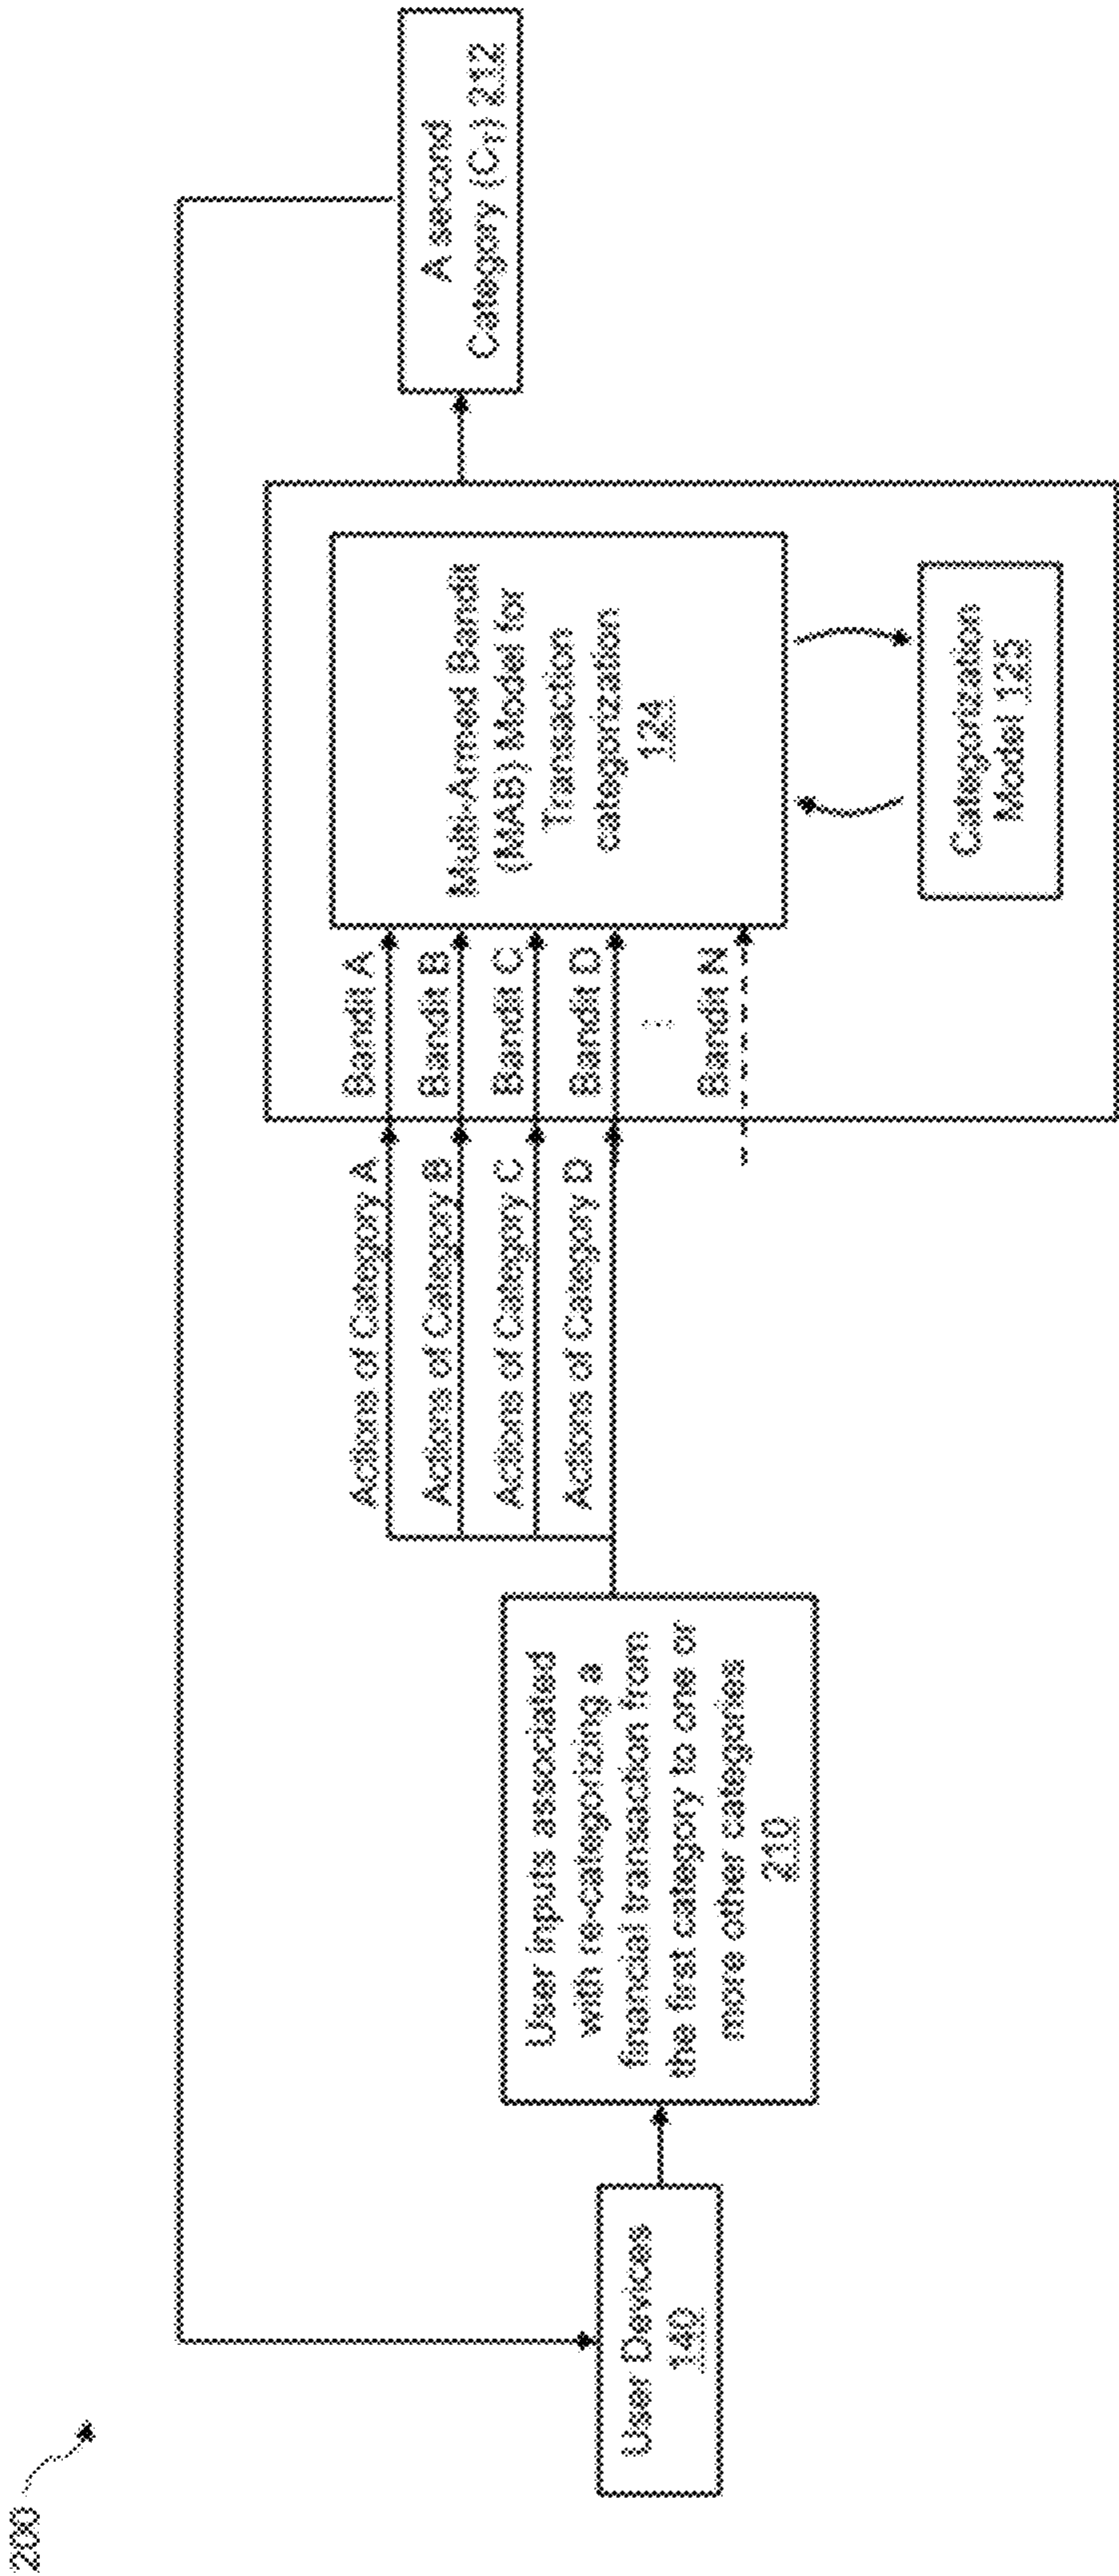 200
User Devices
140
User inputs associated
with re-categorizing a
financial transaction from
the first category to one or
more other categories
210
Actions of Category A
Actions of Category B
Actions of Category C
Actions of Category D
Bandit A
Bandit B
Bandit C
Bandit D
...
Bandit N
Multi-Armed Bandit
(MAB) Model for
Transaction
categorization
124
Categorization
Model 125
A second
Category (C₁) 212